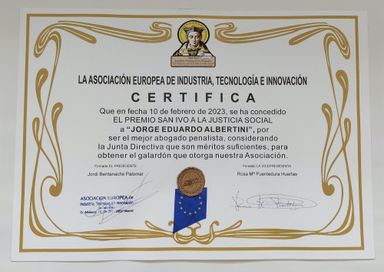 LA ASOCIACIÓN EUROPEA DE INDUSTRIA, TECNOLOGÍA E INNOVACIÓN
CERTIFICA
Que en fecha 10 de febrero de 2023, se ha concedido
EL PREMIO SAN IVO A LA JUSTICIA SOCIAL
a “JORGE EDUARDO ALBERTINI”, por
ser el mejor abogado penalista, considerando
la Junta Directiva que son méritos suficientes, para
obtener el galardón que otorga nuestra Asociación.
Firmado EL PRESIDENTE
Jordi Bentanachs Palomar
Firmado LA VICEPRESIDENTA
Rosa Mª Fuentedura Huertas
ASOCIACION EUROPEA de